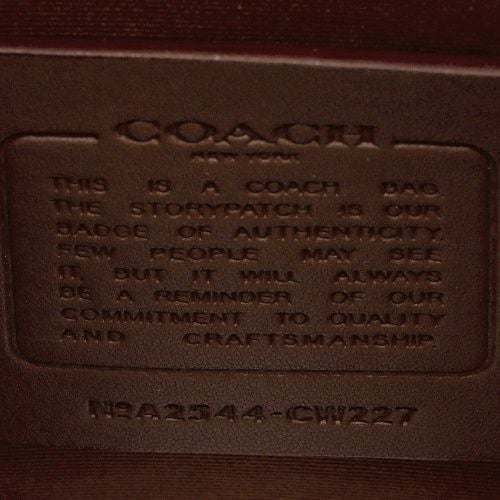 COACH
NEW YORK
THIS IS A COACH BAG
THE STORYPATCH IS OUR
BADGE OF AUTHENTICITY.
FEW PEOPLE MAY SEE
IT, BUT IT WILL ALWAYS
BE A REMINDER OF OUR
COMMITMENT TO QUALITY
AND CRAFTSMANSHIP.
NºA2544-CW227